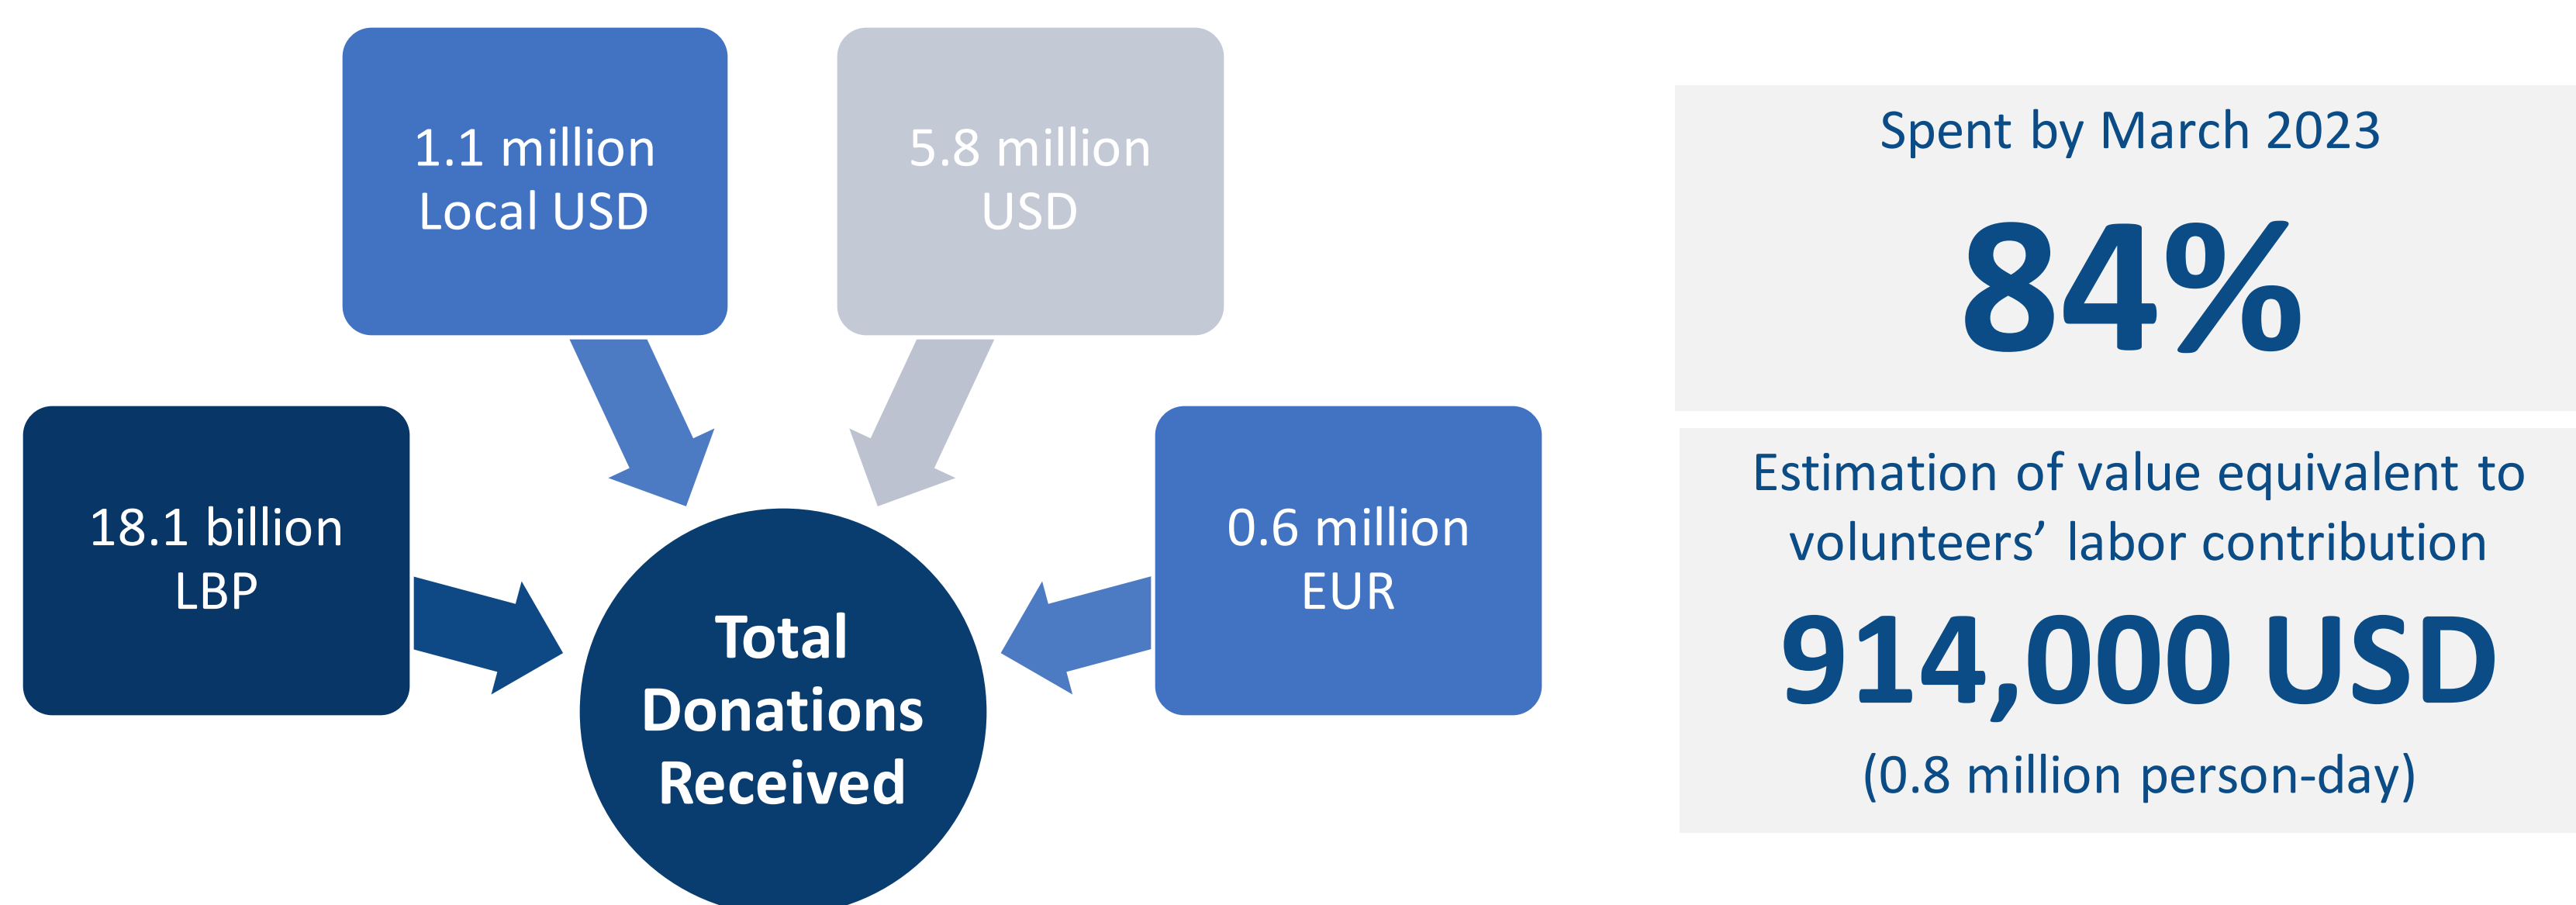 1.1 million
Local USD
5.8 million
USD
18.1 billion
LBP
0.6 million
EUR
Total
Donations
Received
Spent by March 2023
84%
Estimation of value equivalent to
volunteers’ labor contribution
914,000 USD
(0.8 million person-day)